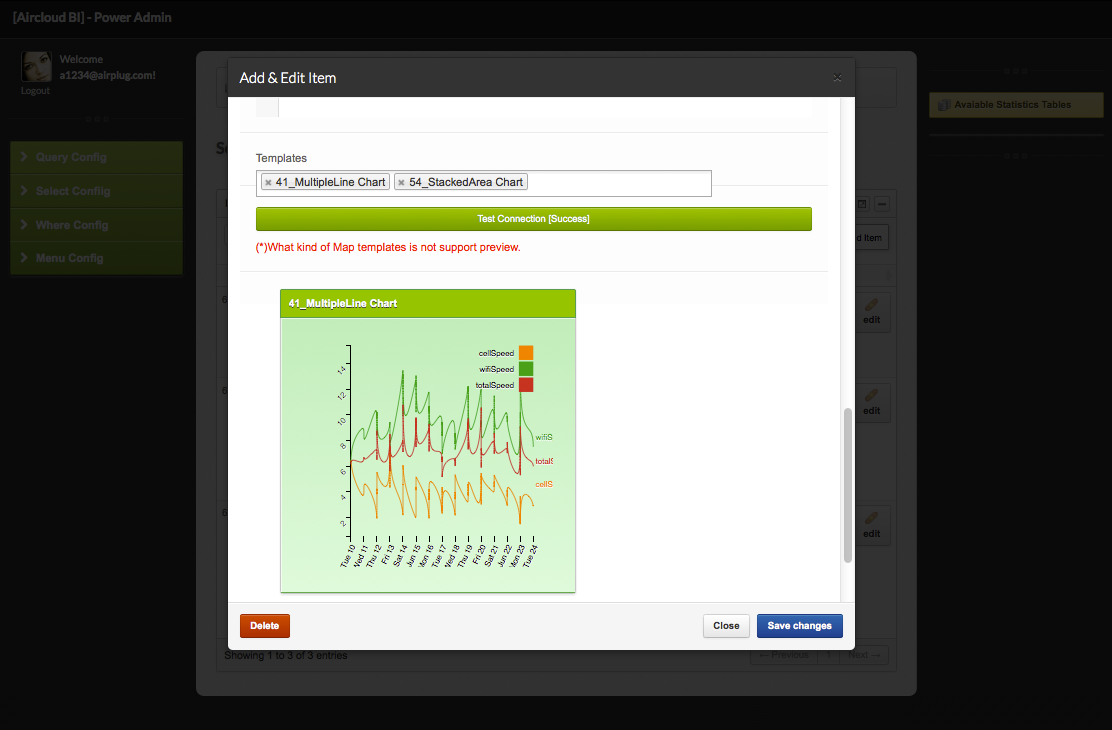 [Aircloud BI] - Power Admin
Welcome
a1234@airplug.com!
Logout
Query Config
Select Confiig
Where Config
Menu Config
Add & Edit Item
×
Templates
× 41_MultipleLine Chart × 54_StackedArea Chart
Test Connection [Success]
(*)What kind of Map templates is not support preview.
41_MultipleLine Chart
cellSpeed
wifiSpeed
totalSpeed
14
12
10
8
6
4
2
wifiS
totalS
cellS
Tue 10
Wed 11
Thu 12
Fri 13
Sat 14
Jun 15
Mon 16
Tue 17
Wed 18
Thu 19
Fri 20
Sat 21
Jun 22
Mon 23
Tue 24
Delete
Close
Save changes
Avaiable Statistics Tables
d Item
edit
edit
edit
Showing 1 to 3 of 3 entries
← Previous 1 Next →